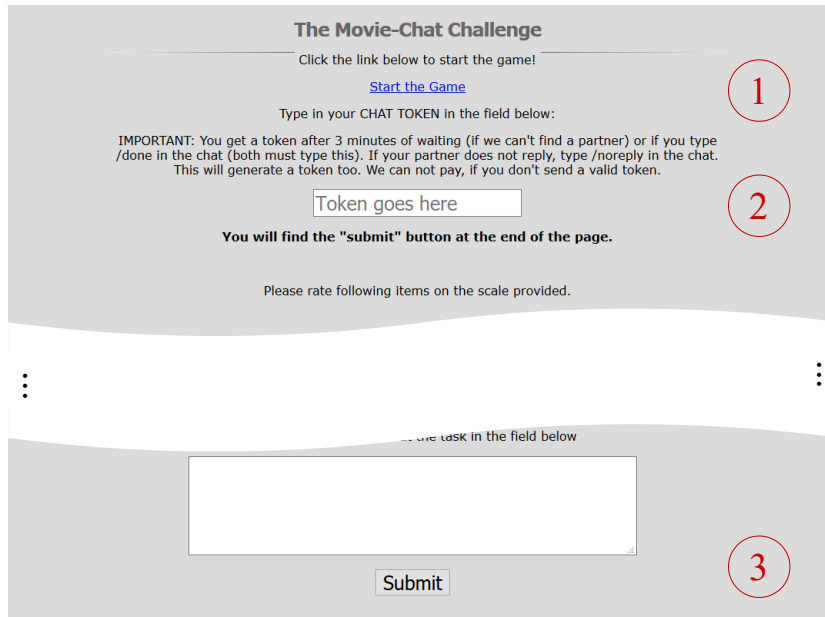 The Movie-Chat Challenge
Click the link below to start the game!
Start the Game
1
Type in your CHAT TOKEN in the field below:
IMPORTANT: You get a token after 3 minutes of waiting (if we can't find a partner) or if you type
/done in the chat (both must type this). If your partner does not reply, type /noreply in the chat.
This will generate a token too. We can not pay, if you don't send a valid token.
Token goes here
2
You will find the "submit" button at the end of the page.
Please rate following items on the scale provided.
the task in the field below
3
Submit